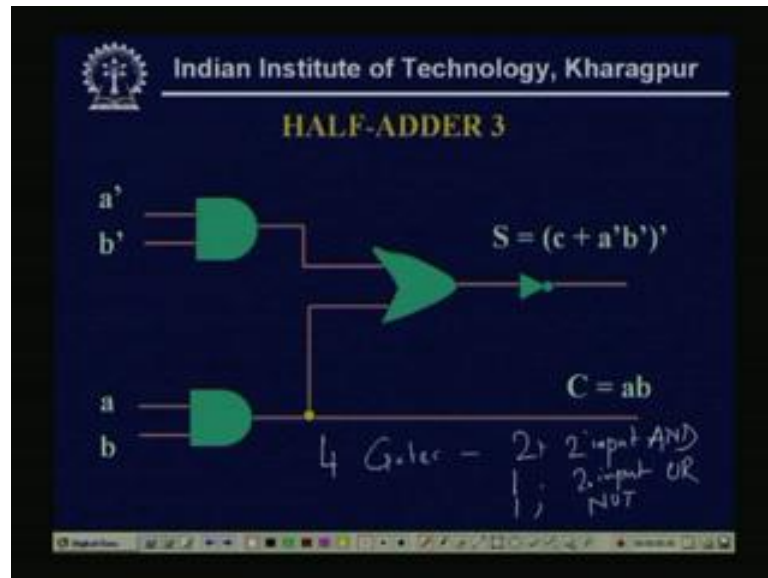 Indian Institute of Technology, Kharagpur
HALF-ADDER 3
a'
b'
S = (c + a'b')'
C = ab
a
b
4 Gates – 2, 2 input AND
1, 2 input OR
1, NOT